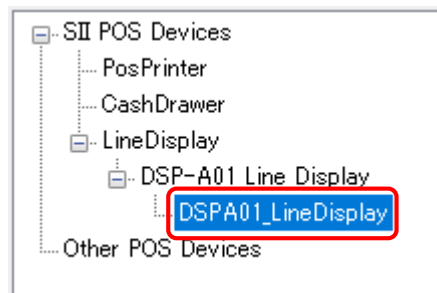 SII POS Devices
PosPrinter
CashDrawer
LineDisplay
DSP-A01 Line Display
DSPA01_LineDisplay
Other POS Devices